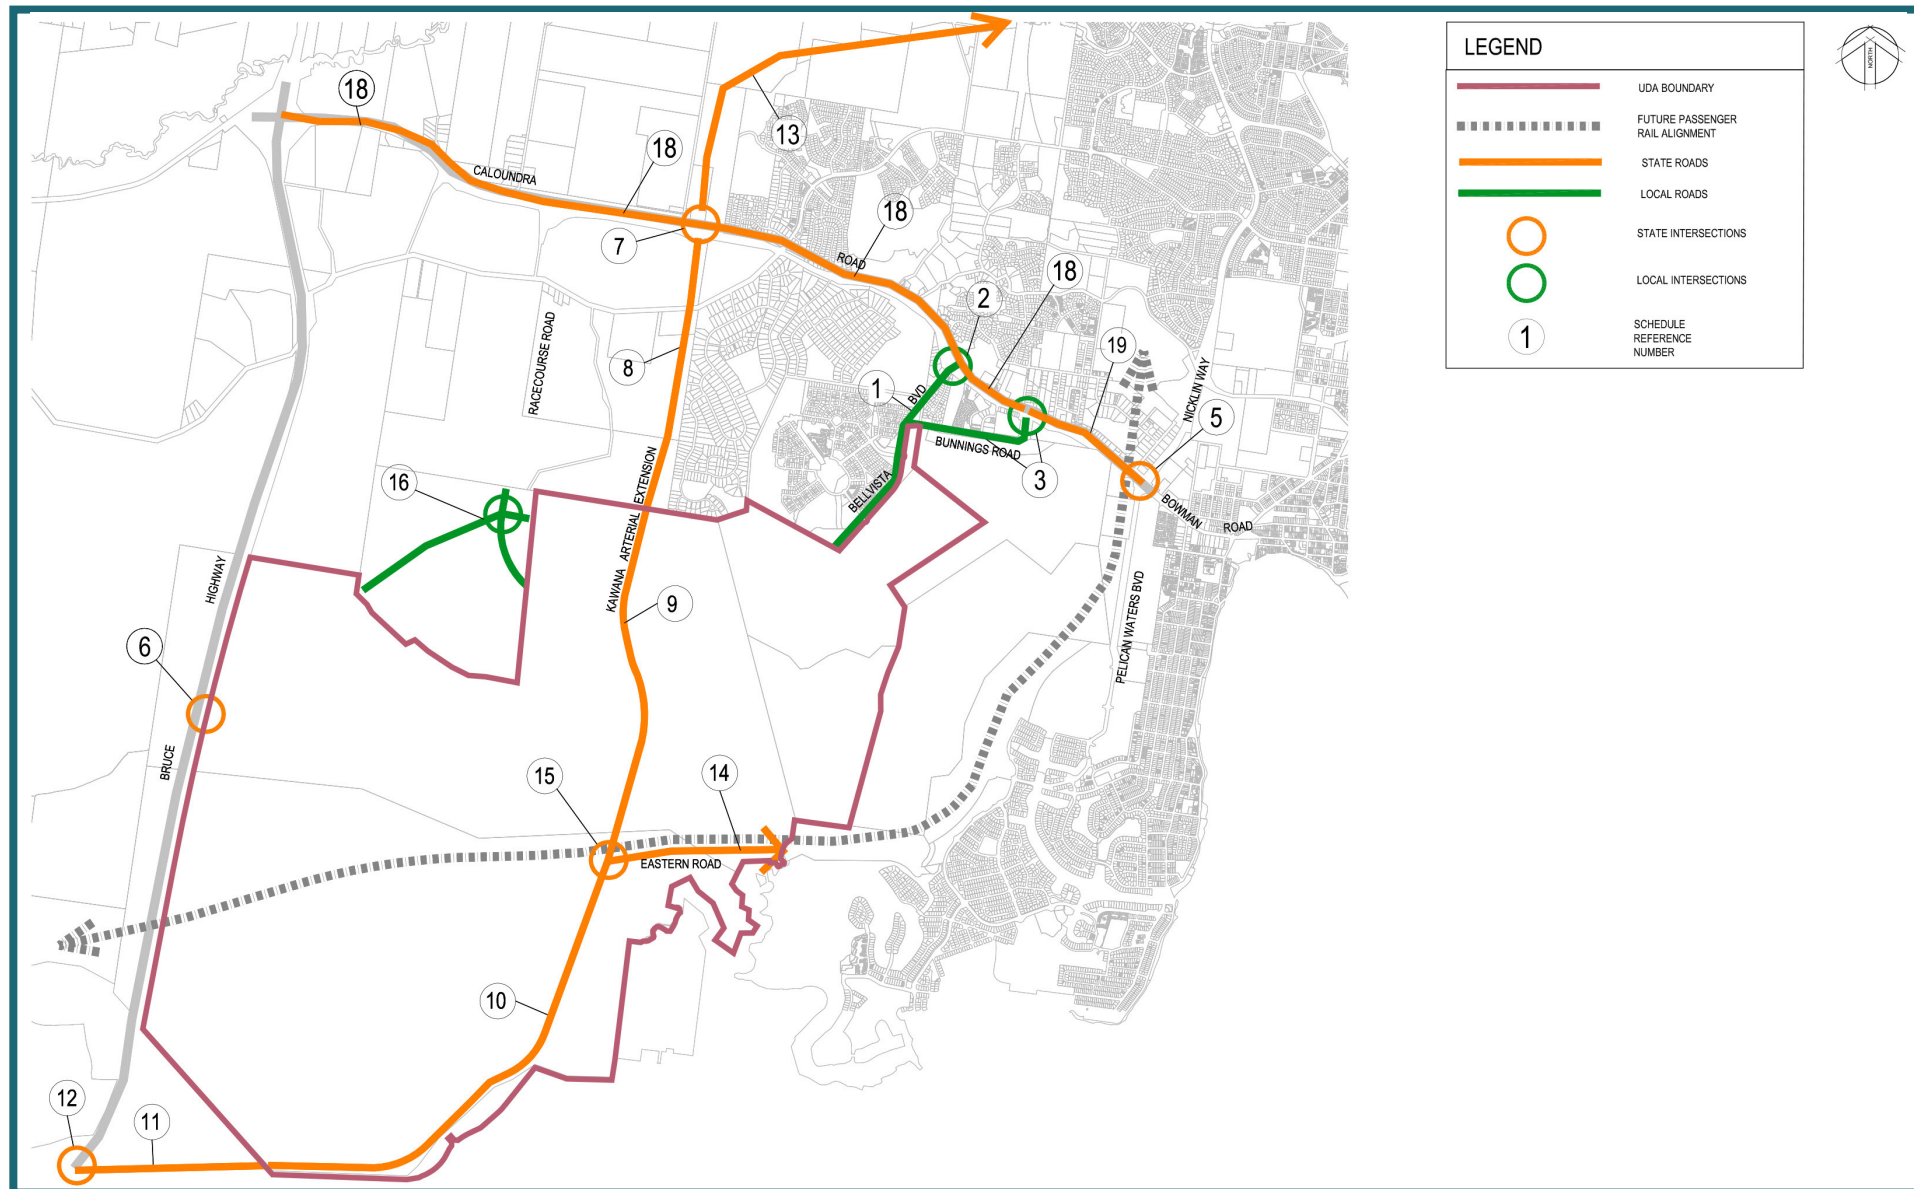 LEGEND
NORTH
UDA BOUNDARY
FUTURE PASSENGER
RAIL ALIGNMENT
STATE ROADS
LOCAL ROADS
STATE INTERSECTIONS
LOCAL INTERSECTIONS
1
SCHEDULE
REFERENCE
NUMBER
18
13
18
CALOUNDRA
18
7
ROAD
18
2
RACECOURSE ROAD
8
19
1
BVD
NICKLIN WAY
5
BUNNINGS ROAD
3
16
KAWANA ARTERIAL EXTENSION
BELLVISTA
BOWMAN
ROAD
HIGHWAY
9
PELICAN WATERS BVD
6
BRUCE
15
14
EASTERN ROAD
10
12
11